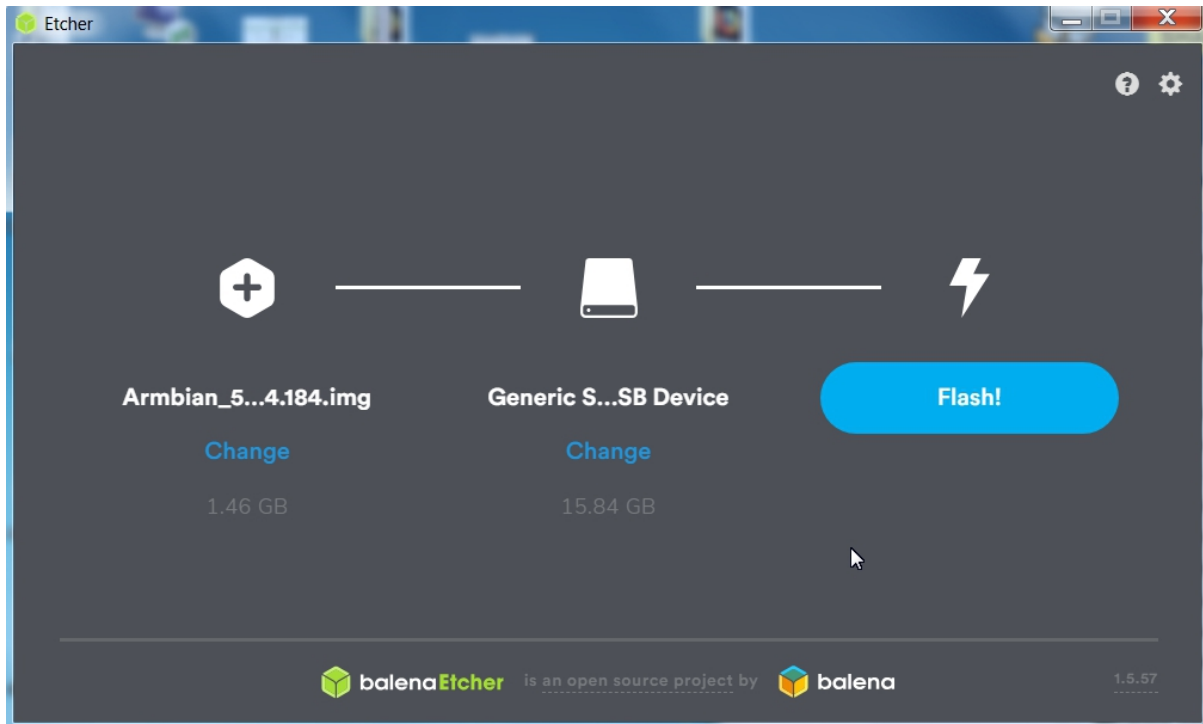 Etcher
Armbian_5...4.184.img
Generic S...SB Device
Flash!
Change
Change
1.46 GB
15.84 GB
balenaEtcher is an open source project by balena 1.5.57